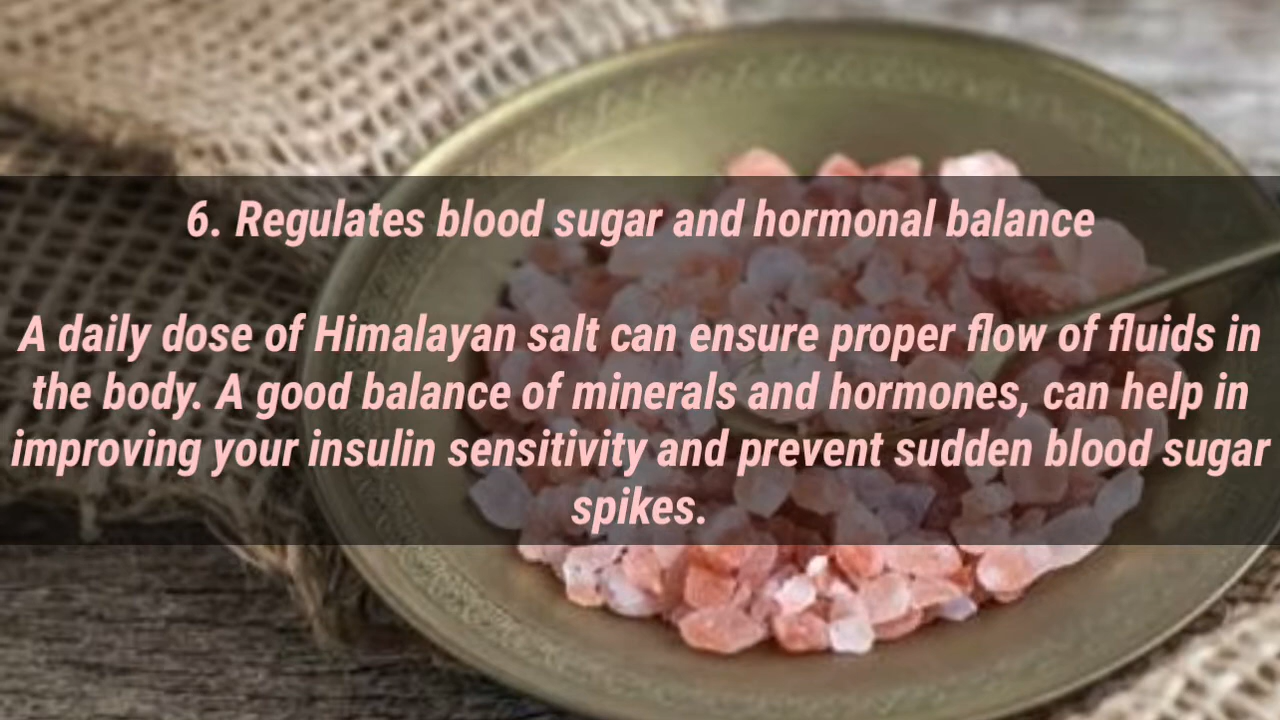 6. Regulates blood sugar and hormonal balance
A daily dose of Himalayan salt can ensure proper flow of fluids in
the body. A good balance of minerals and hormones, can help in
improving your insulin sensitivity and prevent sudden blood sugar
spikes.